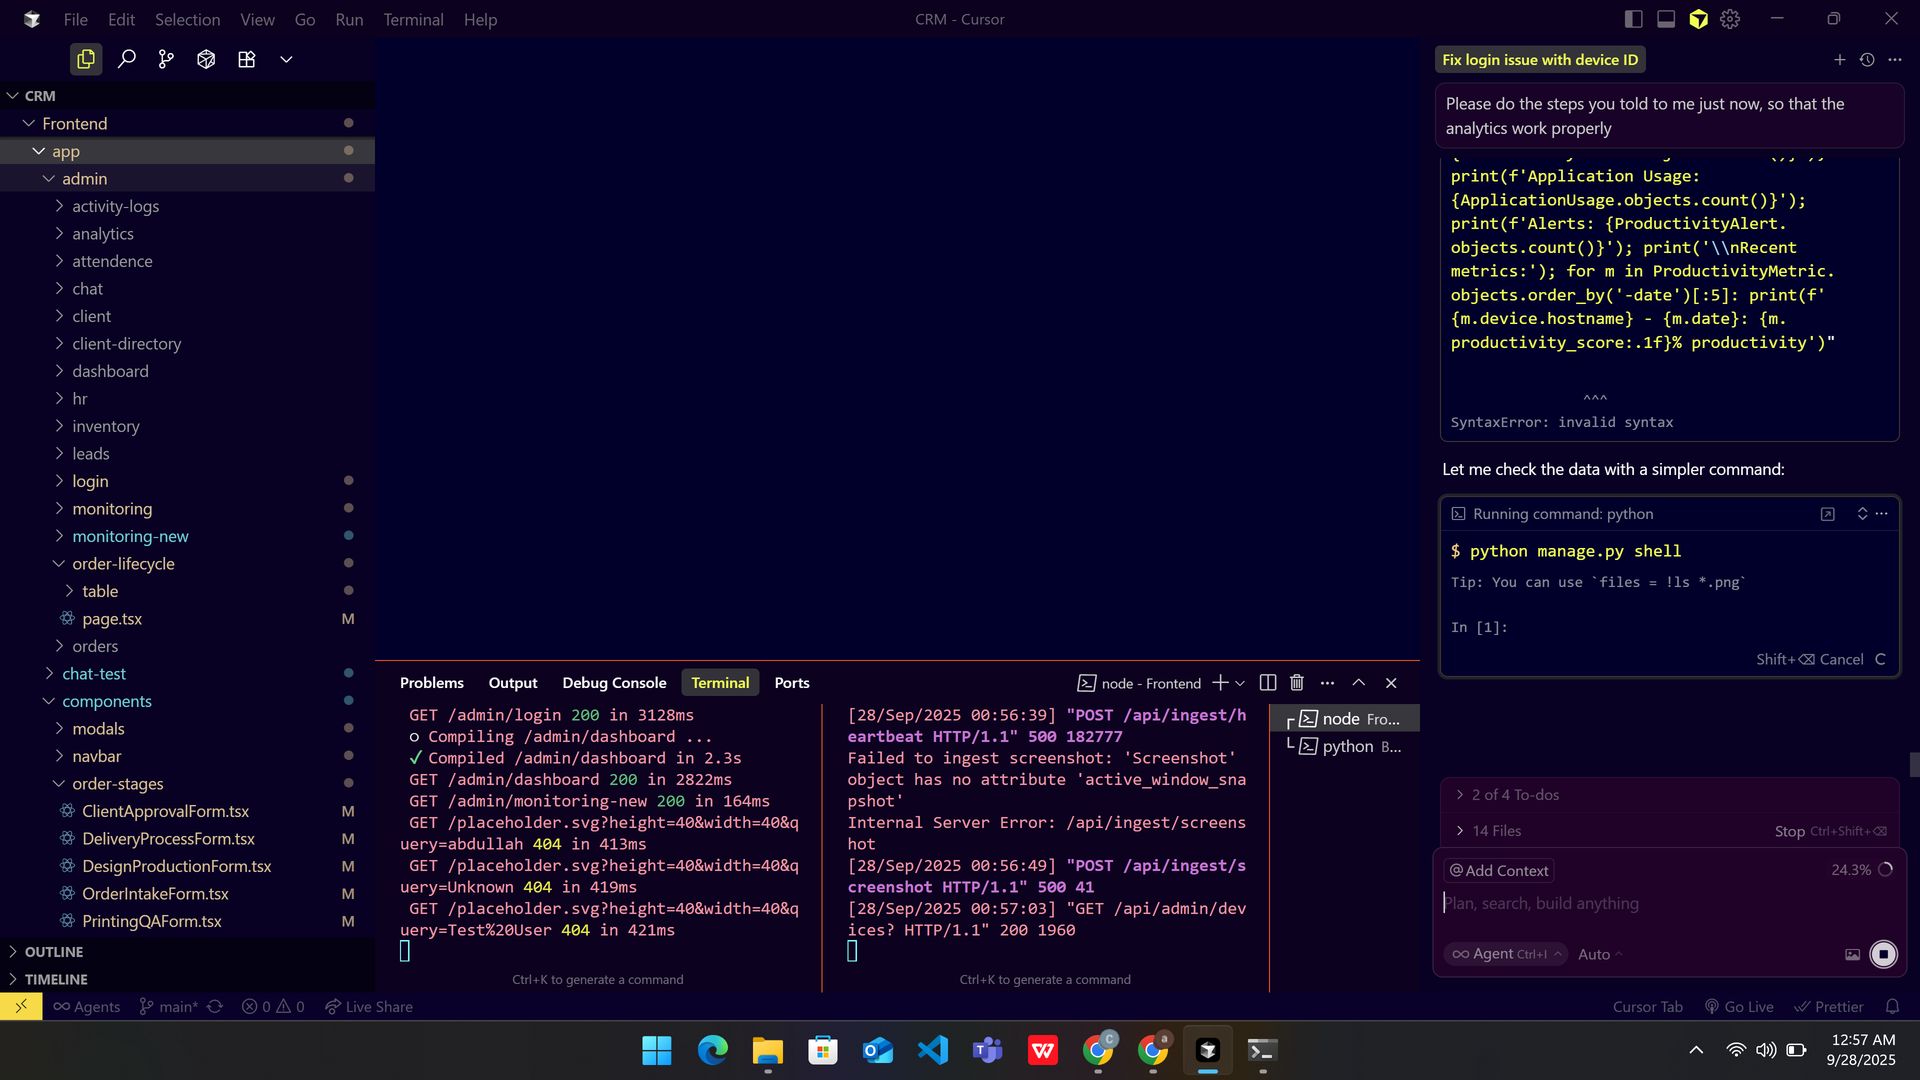 File Edit Selection View Go Run Terminal Help
CRM - Cursor
CRM
Frontend
app
admin
activity-logs
analytics
attendence
chat
client
client-directory
dashboard
hr
inventory
leads
login
monitoring
monitoring-new
order-lifecycle
table
page.tsx M
orders
chat-test
components
modals
navbar
order-stages
ClientApprovalForm.tsx M
DeliveryProcessForm.tsx M
DesignProductionForm.tsx M
OrderIntakeForm.tsx M
PrintingQAForm.tsx M
OUTLINE
TIMELINE
Problems Output Debug Console Terminal Ports
node - Frontend
GET /admin/login 200 in 3128ms
○ Compiling /admin/dashboard ...
✓ Compiled /admin/dashboard in 2.3s
GET /admin/dashboard 200 in 2822ms
GET /admin/monitoring-new 200 in 164ms
GET /placeholder.svg?height=40&width=40&q
uery=abdullah 404 in 413ms
GET /placeholder.svg?height=40&width=40&q
uery=Unknown 404 in 419ms
GET /placeholder.svg?height=40&width=40&q
uery=Test%20User 404 in 421ms
Ctrl+K to generate a command
[28/Sep/2025 00:56:39] "POST /api/ingest/h
eartbeat HTTP/1.1" 500 182777
Failed to ingest screenshot: 'Screenshot'
object has no attribute 'active_window_sna
pshot'
Internal Server Error: /api/ingest/screens
hot
[28/Sep/2025 00:56:49] "POST /api/ingest/s
creenshot HTTP/1.1" 500 41
[28/Sep/2025 00:57:03] "GET /api/admin/dev
ices? HTTP/1.1" 200 1960
Ctrl+K to generate a command
node Fro...
python B...
Fix login issue with device ID
Please do the steps you told to me just now, so that the
analytics work properly
print(f'Application Usage:
{ApplicationUsage.objects.count()}');
print(f'Alerts: {ProductivityAlert.
objects.count()}'); print('\\nRecent
metrics:'); for m in ProductivityMetric.
objects.order_by('-date')[:5]: print(f'
{m.device.hostname} - {m.date}: {m.
productivity_score:.1f}% productivity')"
^^^
SyntaxError: invalid syntax
Let me check the data with a simpler command:
Running command: python
$ python manage.py shell
Tip: You can use `files = !ls *.png`
In [1]:
Shift+⌫ Cancel
2 of 4 To-dos
14 Files Stop Ctrl+Shift+⌫
@ Add Context 24.3%
Plan, search, build anything
∞ Agent Ctrl+I Auto
Agents main* 0 0 Live Share
Cursor Tab Go Live Prettier
12:57 AM
9/28/2025